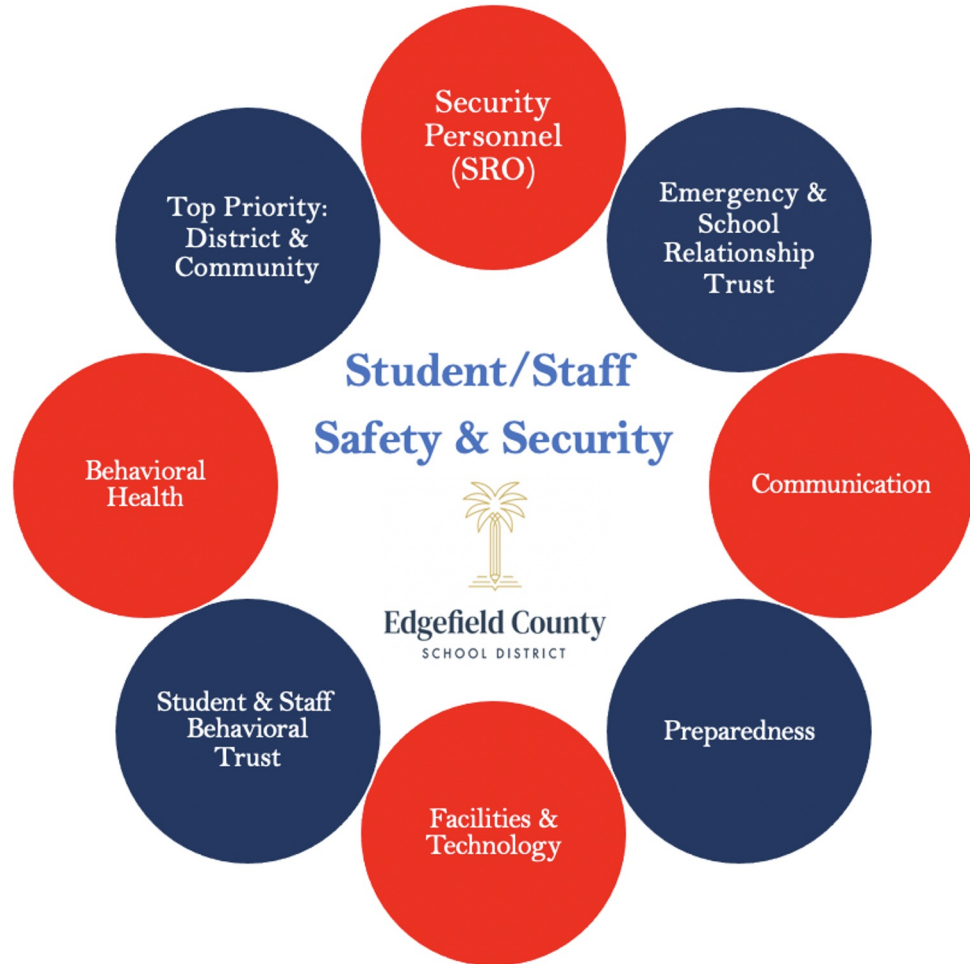 Security
Personnel
(SRO)
Emergency &
School
Relationship
Trust
Communication
Preparedness
Facilities &
Technology
Student & Staff
Behavioral
Trust
Behavioral
Health
Top Priority:
District &
Community
Student/Staff
Safety & Security
Edgefield County
SCHOOL DISTRICT